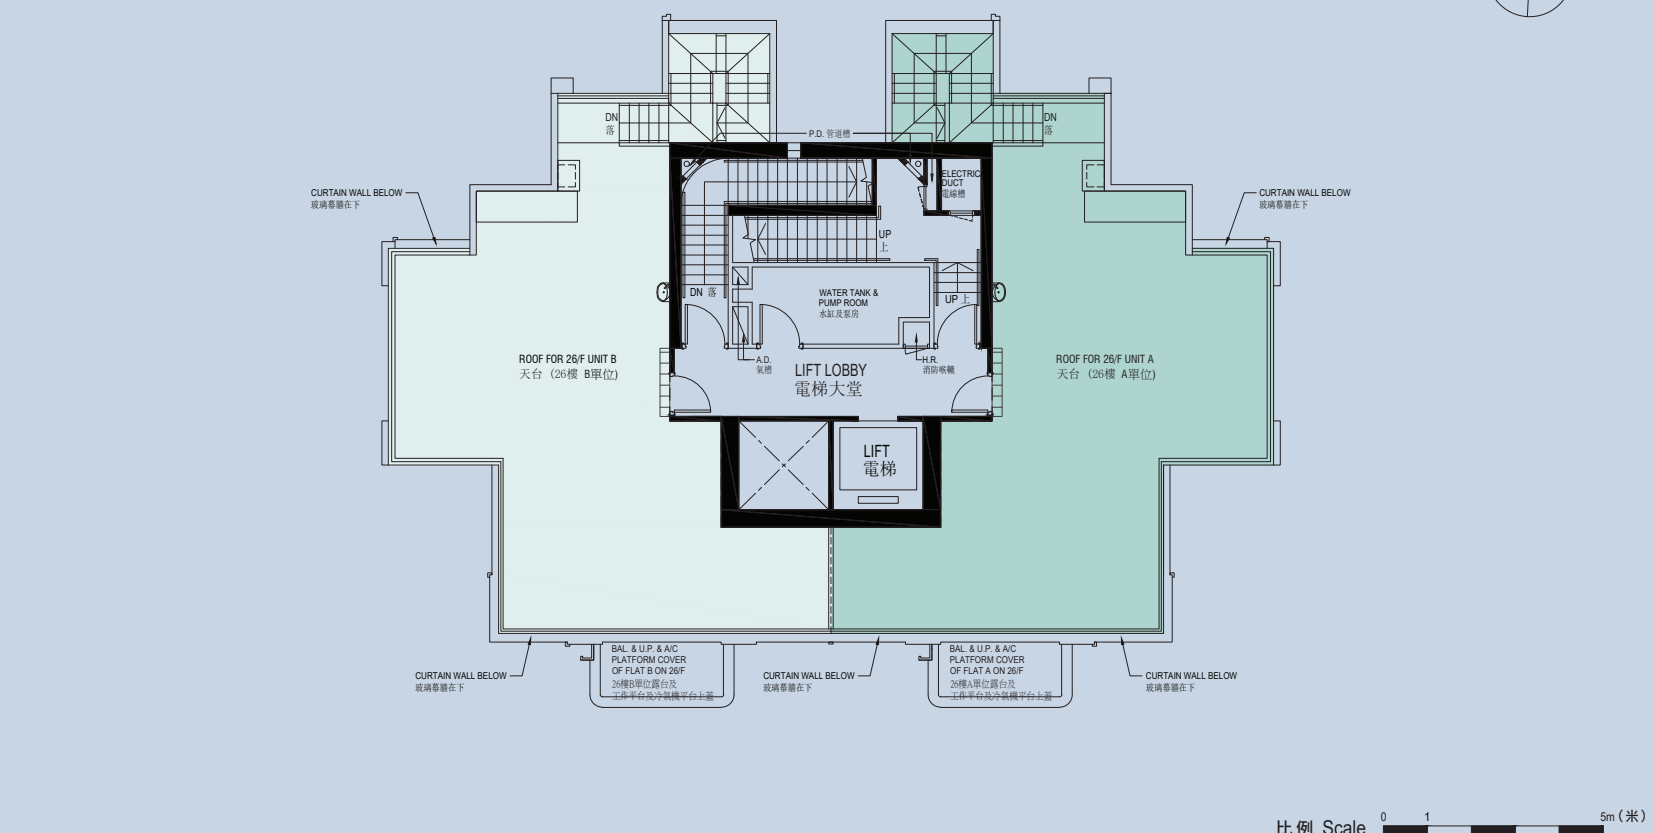 DN
落
DN
落
P.D. 管道槽
ELECTRIC
DUCT
電線槽
CURTAIN WALL BELOW
玻璃幕牆在下
CURTAIN WALL BELOW
玻璃幕牆在下
UP
上
DN 落
WATER TANK &
PUMP ROOM
水缸及泵房
UP 上
ROOF FOR 26/F UNIT B
天台 (26樓 B單位)
A.D.
氣槽
LIFT LOBBY
電梯大堂
H.R.
消防喉轆
ROOF FOR 26/F UNIT A
天台 (26樓 A單位)
LIFT
電梯
CURTAIN WALL BELOW
玻璃幕牆在下
BAL. & U.P. & A/C
PLATFORM COVER
OF FLAT B ON 26/F
26樓B單位露台及
工作平台及冷氣機平台上蓋
CURTAIN WALL BELOW
玻璃幕牆在下
BAL. & U.P. & A/C
PLATFORM COVER
OF FLAT A ON 26/F
26樓A單位露台及
工作平台及冷氣機平台上蓋
CURTAIN WALL BELOW
玻璃幕牆在下
比例 Scale
0 1 5m(米)